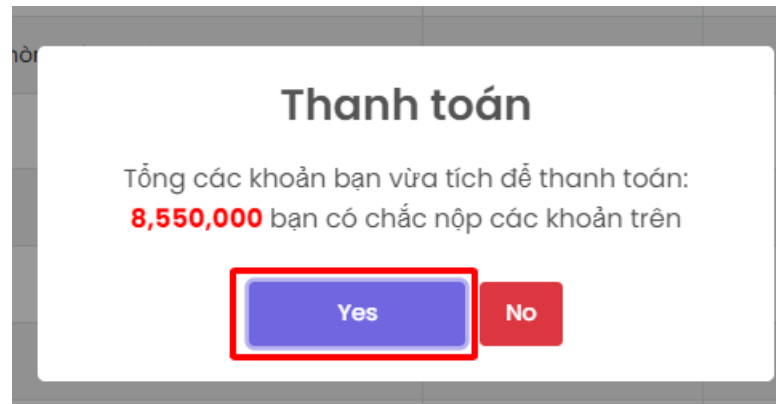 Thanh toán
Tổng các khoản bạn vừa tích để thanh toán:
8,550,000 bạn có chắc nộp các khoản trên
Yes
No